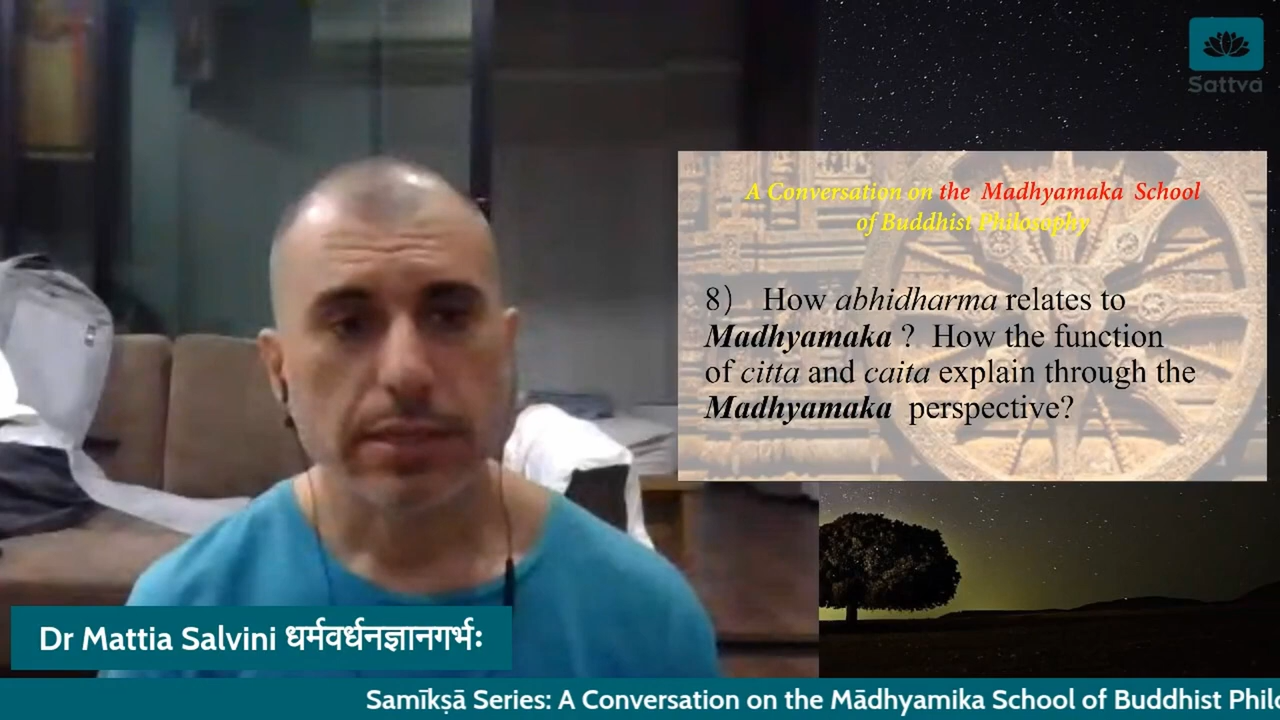 Sattva
A Conversation on the Madhyamaka School
of Buddhist Philosophy
8) How abhidharma relates to
Madhyamaka ? How the function
of citta and caita explain through the
Madhyamaka perspective?
Dr Mattia Salvini धर्मवर्धनज्ञानगर्भः
Samīkṣā Series: A Conversation on the Mādhyamika School of Buddhist Philo